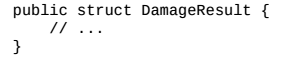 public struct DamageResult {
    // ...
}